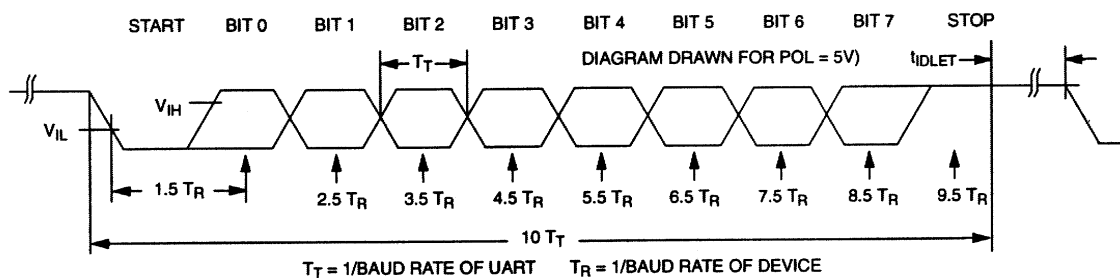 START BIT 0 BIT 1 BIT 2 BIT 3 BIT 4 BIT 5 BIT 6 BIT 7 STOP
T_T DIAGRAM DRAWN FOR POL = 5V) t_IDLET
V_IH
V_IL
1.5 T_R 2.5 T_R 3.5 T_R 4.5 T_R 5.5 T_R 6.5 T_R 7.5 T_R 8.5 T_R 9.5 T_R
10 T_T
T_T = 1/BAUD RATE OF UART T_R = 1/BAUD RATE OF DEVICE